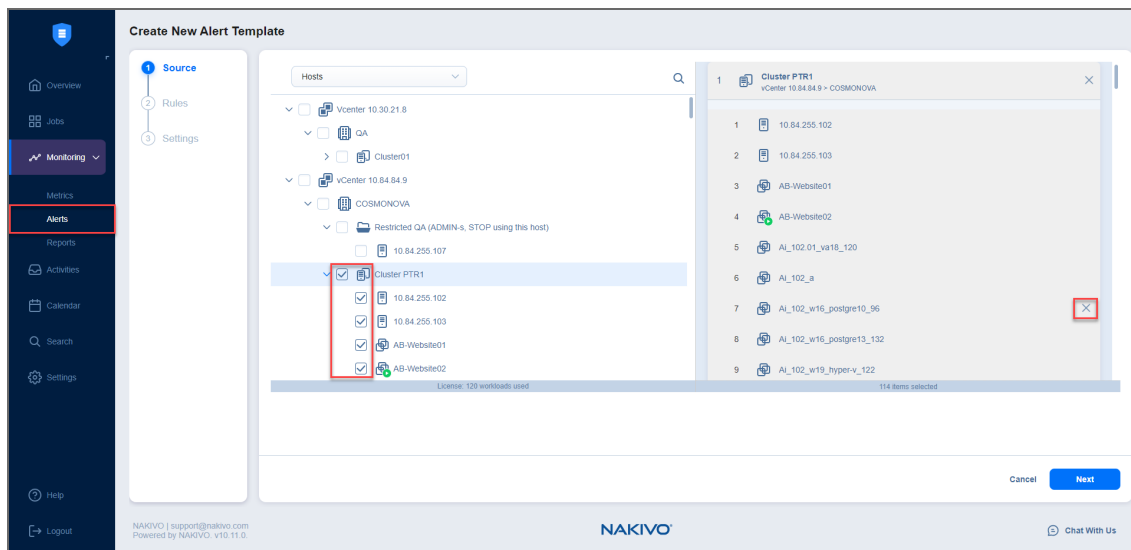 Create New Alert Template
Overview
Jobs
Monitoring
Metrics
Alerts
Reports
Activities
Calendar
Search
Settings
Help
Logout
1 Source
2 Rules
3 Settings
Hosts
Vcenter 10.30.21.8
QA
Cluster01
vCenter 10.84.84.9
COSMONOVA
Restricted QA (ADMIN-s, STOP using this host)
10.84.255.107
Cluster PTR1
10.84.255.102
10.84.255.103
AB-Website01
AB-Website02
License: 120 workloads used
1 Cluster PTR1
vCenter 10.84.84.9 > COSMONOVA
1 10.84.255.102
2 10.84.255.103
3 AB-Website01
4 AB-Website02
5 Ai_102.01_va18_120
6 Ai_102_a
7 Ai_102_w16_postgre10_96
8 Ai_102_w16_postgre13_132
9 Ai_102_w19_hyper-v_122
114 items selected
Cancel
Next
NAKIVO | support@nakivo.com
Powered by NAKIVO. v10.11.0.
NAKIVO
Chat With Us